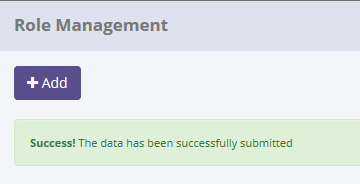 Role Management
+ Add
Success! The data has been successfully submitted